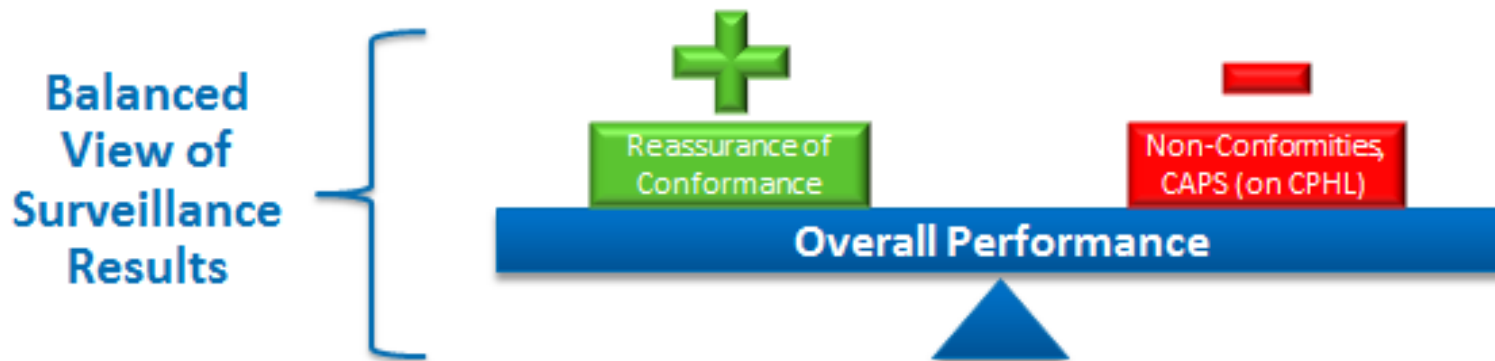 Balanced
View of
Surveillance
Results
Reassurance of
Conformance
Non-Conformities,
CAPS (on CPHL)
Overall Performance